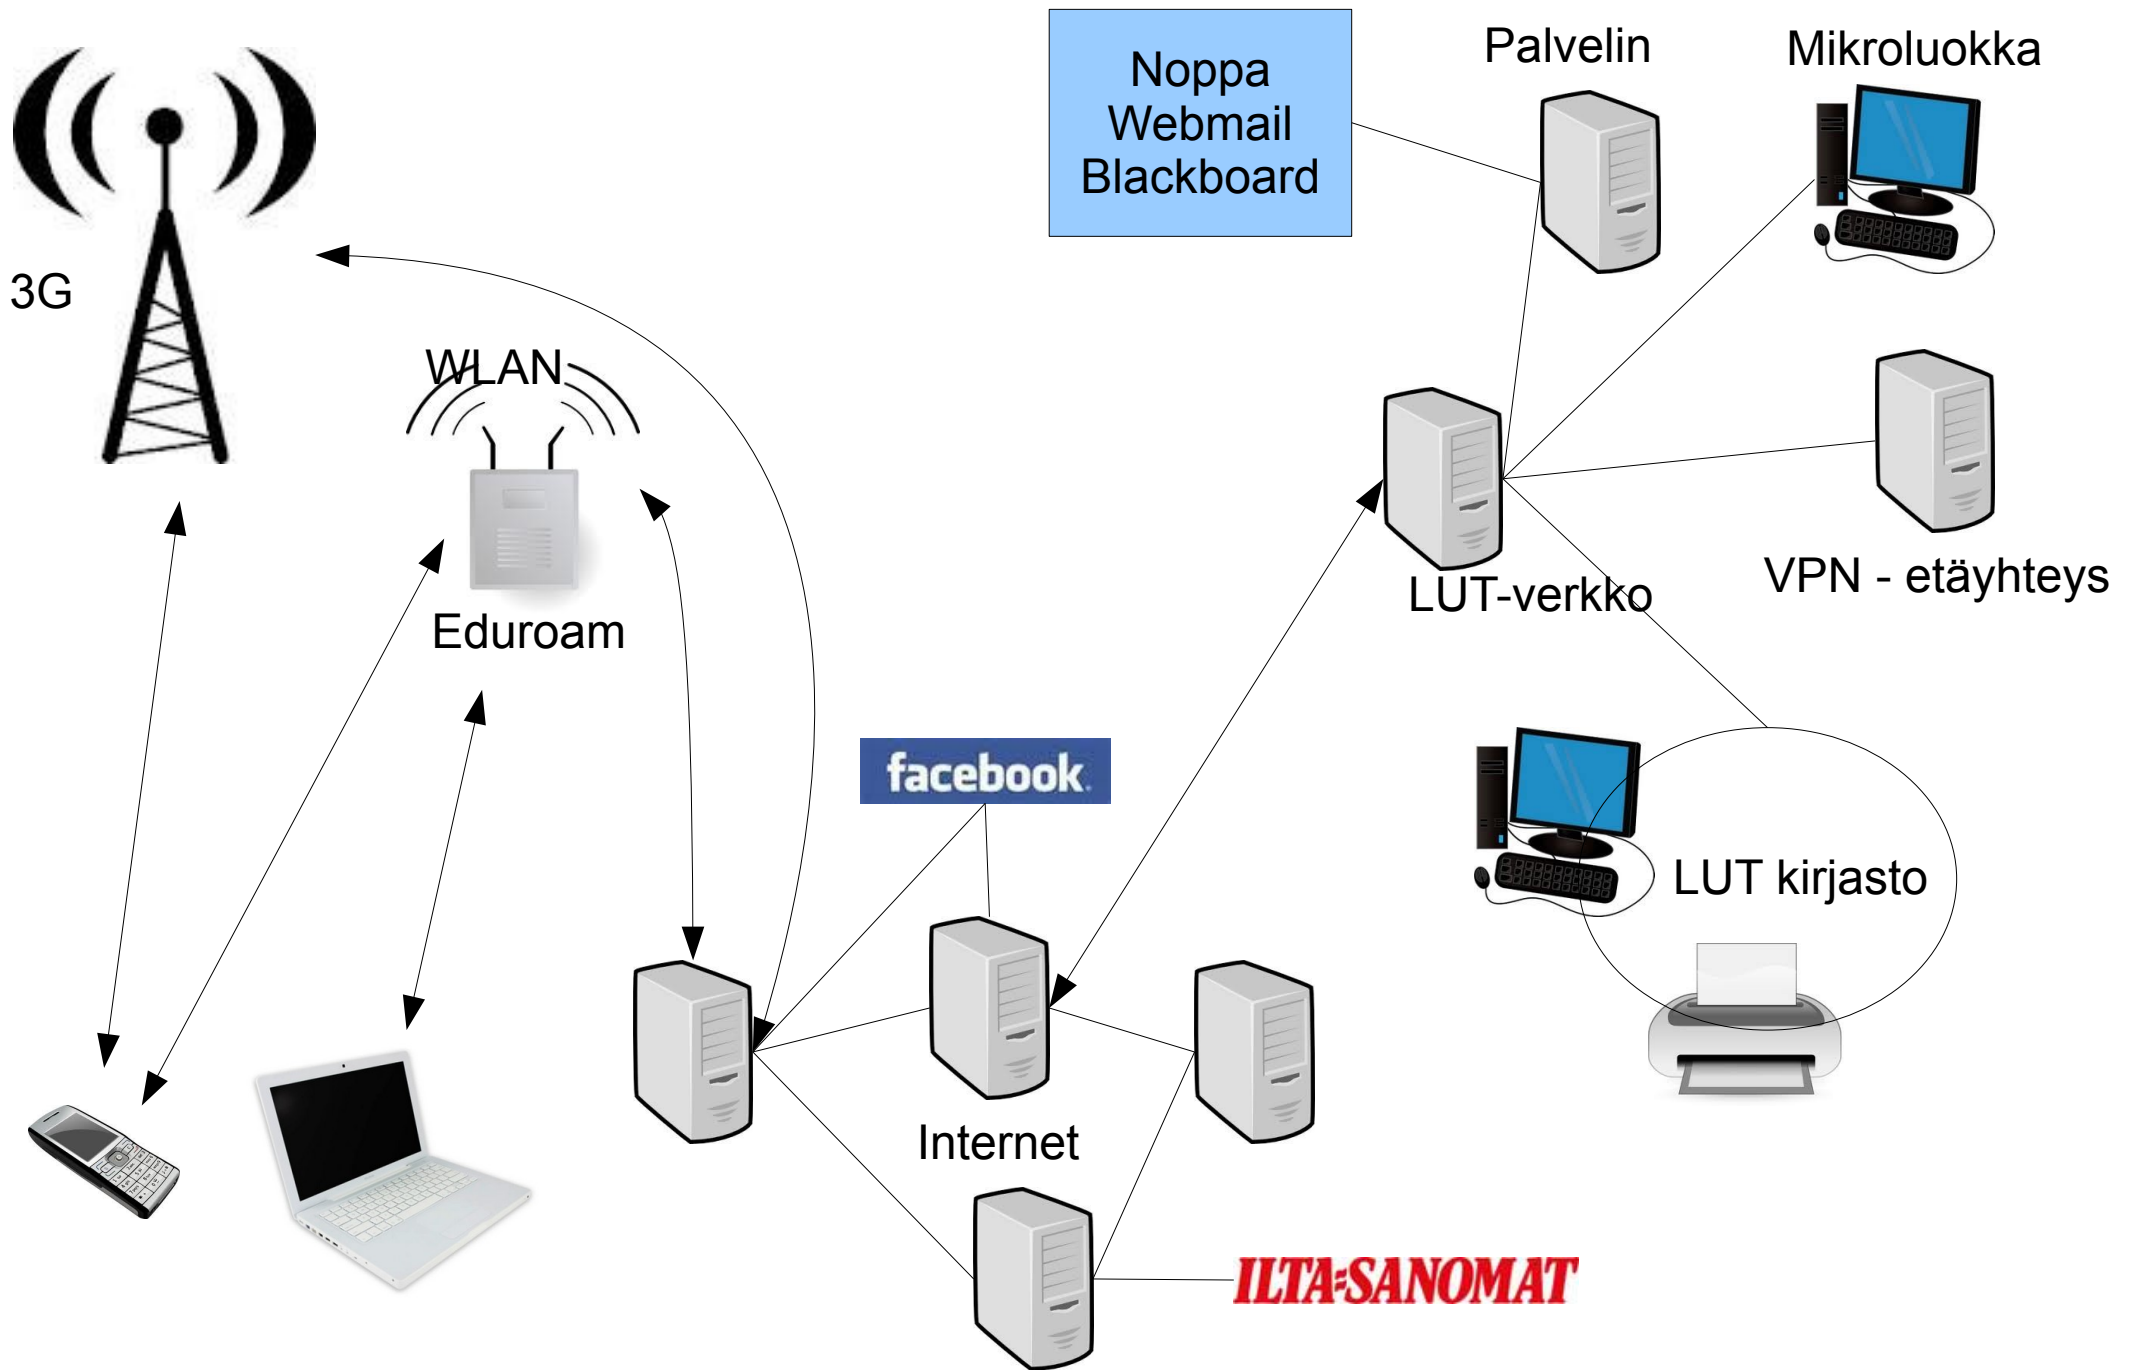 Noppa
Webmail
Blackboard
Palvelin
Mikroluokka
3G
WLAN
Eduroam
LUT-verkko
VPN - etäyhteys
facebook.
LUT kirjasto
Internet
ILTA=SANOMAT